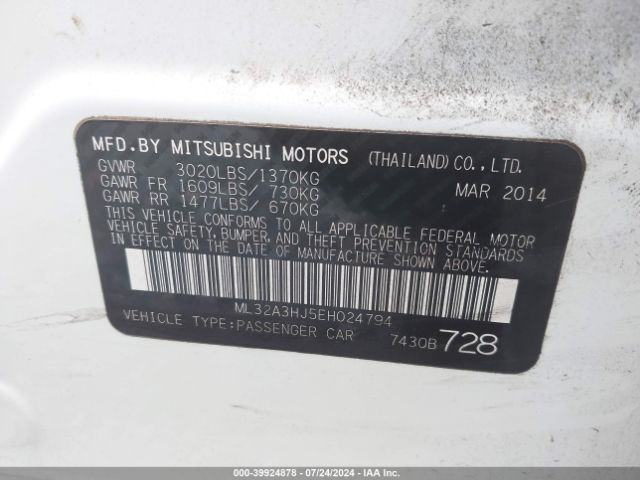 MFD.BY MITSUBISHI MOTORS (THAILAND) CO.,LTD.
GVWR 3020LBS/1370KG MAR 2014
GAWR FR 1609LBS/ 730KG
GAWR RR 1477LBS/ 670KG
THIS VEHICLE CONFORMS TO ALL APPLICABLE FEDERAL MOTOR
VEHICLE SAFETY, BUMPER, AND THEFT PREVENTION STANDARDS
IN EFFECT ON THE DATE OF MANUFACTURE SHOWN ABOVE.
ML32A3HJ5EH024794
VEHICLE TYPE:PASSENGER CAR 7430B 728
000-39924878 - 07/24/2024 - IAAI.COM